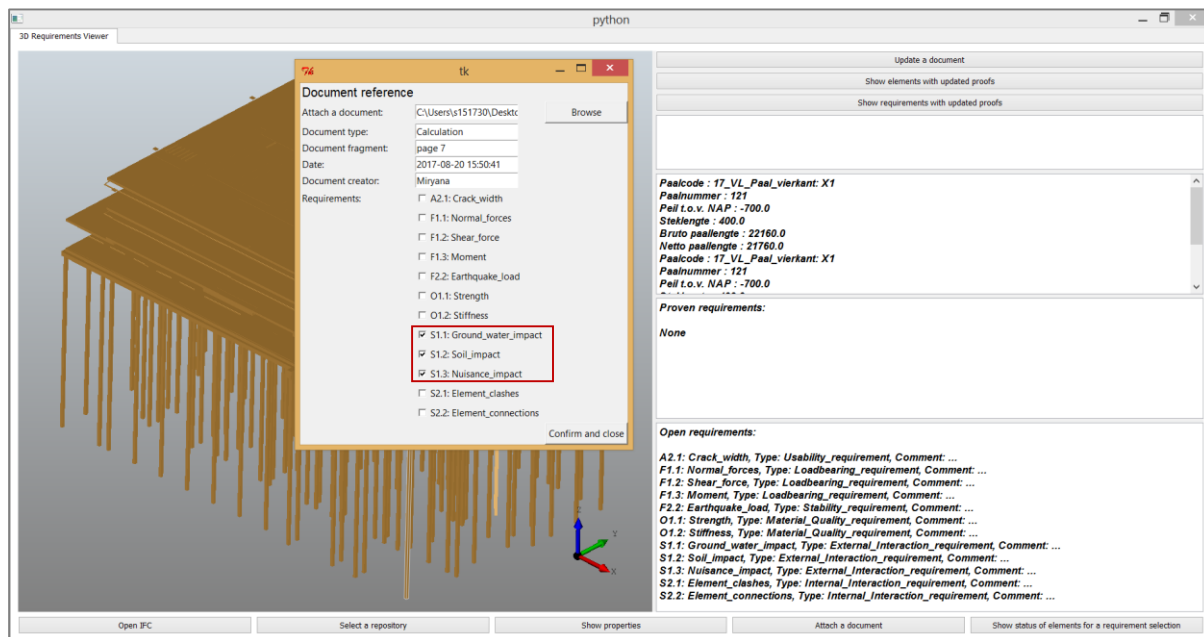 python
3D Requirements Viewer
tk
Document reference
Attach a document: C:\Users\s151730\Deskto Browse
Document type: Calculation
Document fragment: page 7
Date: 2017-08-20 15:50:41
Document creator: Miryana
Requirements: A2.1: Crack_width
F1.1: Normal_forces
F1.2: Shear_force
F1.3: Moment
F2.2: Earthquake_load
O1.1: Strength
O1.2: Stiffness
S1.1: Ground_water_impact
S1.2: Soil_impact
S1.3: Nuisance_impact
S2.1: Element_clashes
S2.2: Element_connections
Confirm and close
Z
Y
X
Update a document
Show elements with updated proofs
Show requirements with updated proofs
Paalcode : 17_VL_Paal_vierkant: X1
Paalnummer : 121
Peil t.o.v. NAP : -700.0
Steklengte : 400.0
Bruto paallengte : 22160.0
Netto paallengte : 21760.0
Paalcode : 17_VL_Paal_vierkant: X1
Paalnummer : 121
Peil t.o.v. NAP : -700.0
Proven requirements:
None
Open requirements:
A2.1: Crack_width, Type: Usability_requirement, Comment: ...
F1.1: Normal_forces, Type: Loadbearing_requirement, Comment: ...
F1.2: Shear_force, Type: Loadbearing_requirement, Comment: ...
F1.3: Moment, Type: Loadbearing_requirement, Comment: ...
F2.2: Earthquake_load, Type: Stability_requirement, Comment: ...
O1.1: Strength, Type: Material_Quality_requirement, Comment: ...
O1.2: Stiffness, Type: Material_Quality_requirement, Comment: ...
S1.1: Ground_water_impact, Type: External_Interaction_requirement, Comment: ...
S1.2: Soil_impact, Type: External_Interaction_requirement, Comment: ...
S1.3: Nuisance_impact, Type: External_Interaction_requirement, Comment: ...
S2.1: Element_clashes, Type: Internal_Interaction_requirement, Comment: ...
S2.2: Element_connections, Type: Internal_Interaction_requirement, Comment: ...
Open IFC Select a repository Show properties Attach a document Show status of elements for a requirement selection